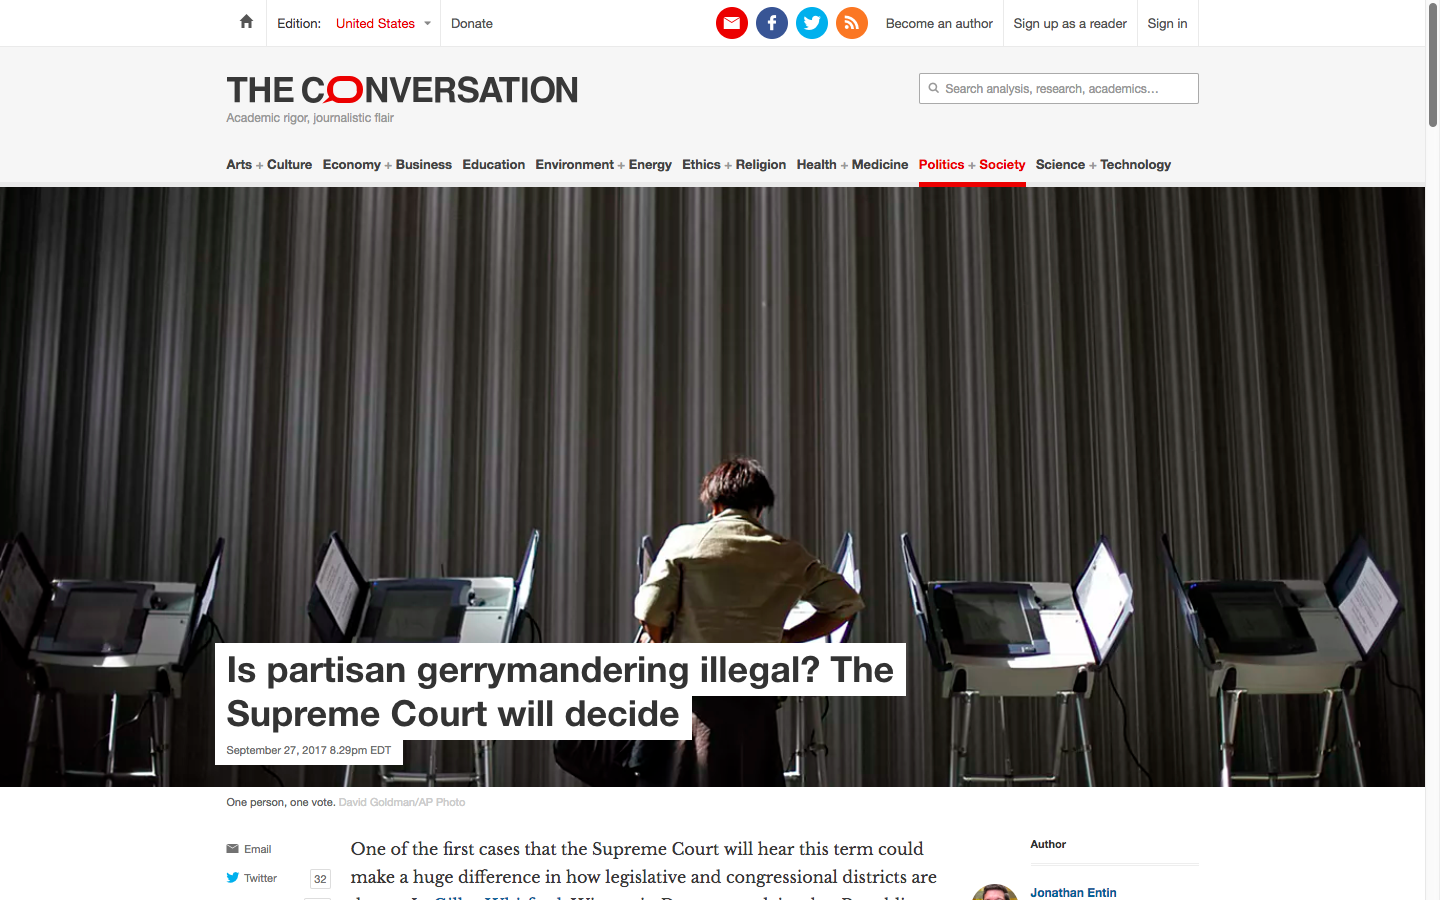 Edition: United States Donate Become an author Sign up as a reader Sign in
THE CONVERSATION
Search analysis, research, academics...
Academic rigor, journalistic flair
Arts + Culture Economy + Business Education Environment + Energy Ethics + Religion Health + Medicine Politics + Society Science + Technology
Is partisan gerrymandering illegal? The
Supreme Court will decide
September 27, 2017 8.29pm EDT
One person, one vote. David Goldman/AP Photo
Email
Twitter 32
One of the first cases that the Supreme Court will hear this term could
make a huge difference in how legislative and congressional districts are
Author
Jonathan Entin